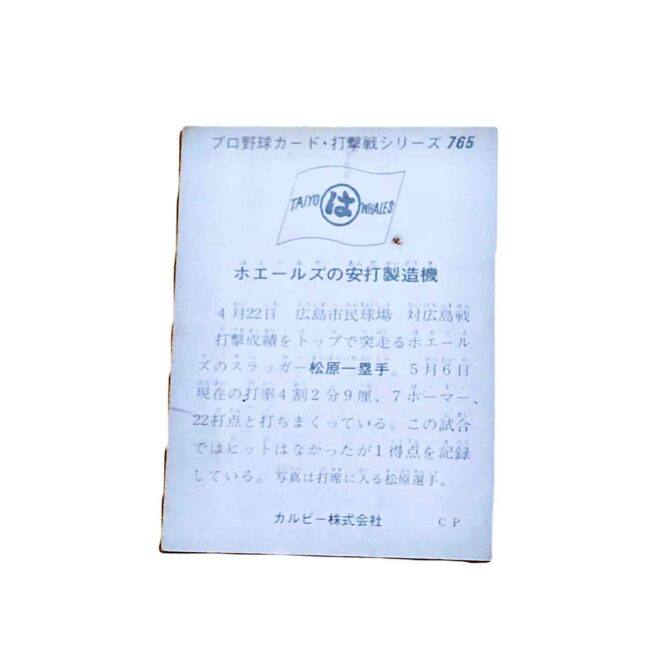 プロ野球カード・打撃戦シリーズ 765
TAIYO は WHALES
ホエールズの安打製造機
4月22日 広島市民球場 対広島戦
打撃成績をトップで突走るホエール
ズのスラッガー松原一塁手。5月6日
現在の打率4割2分9厘、7ホーマー、
22打点と打ちまくっている。この試合
ではヒットはなかったが1得点を記録
している。写真は打席に入る松原選手。
カルビー株式会社 CP